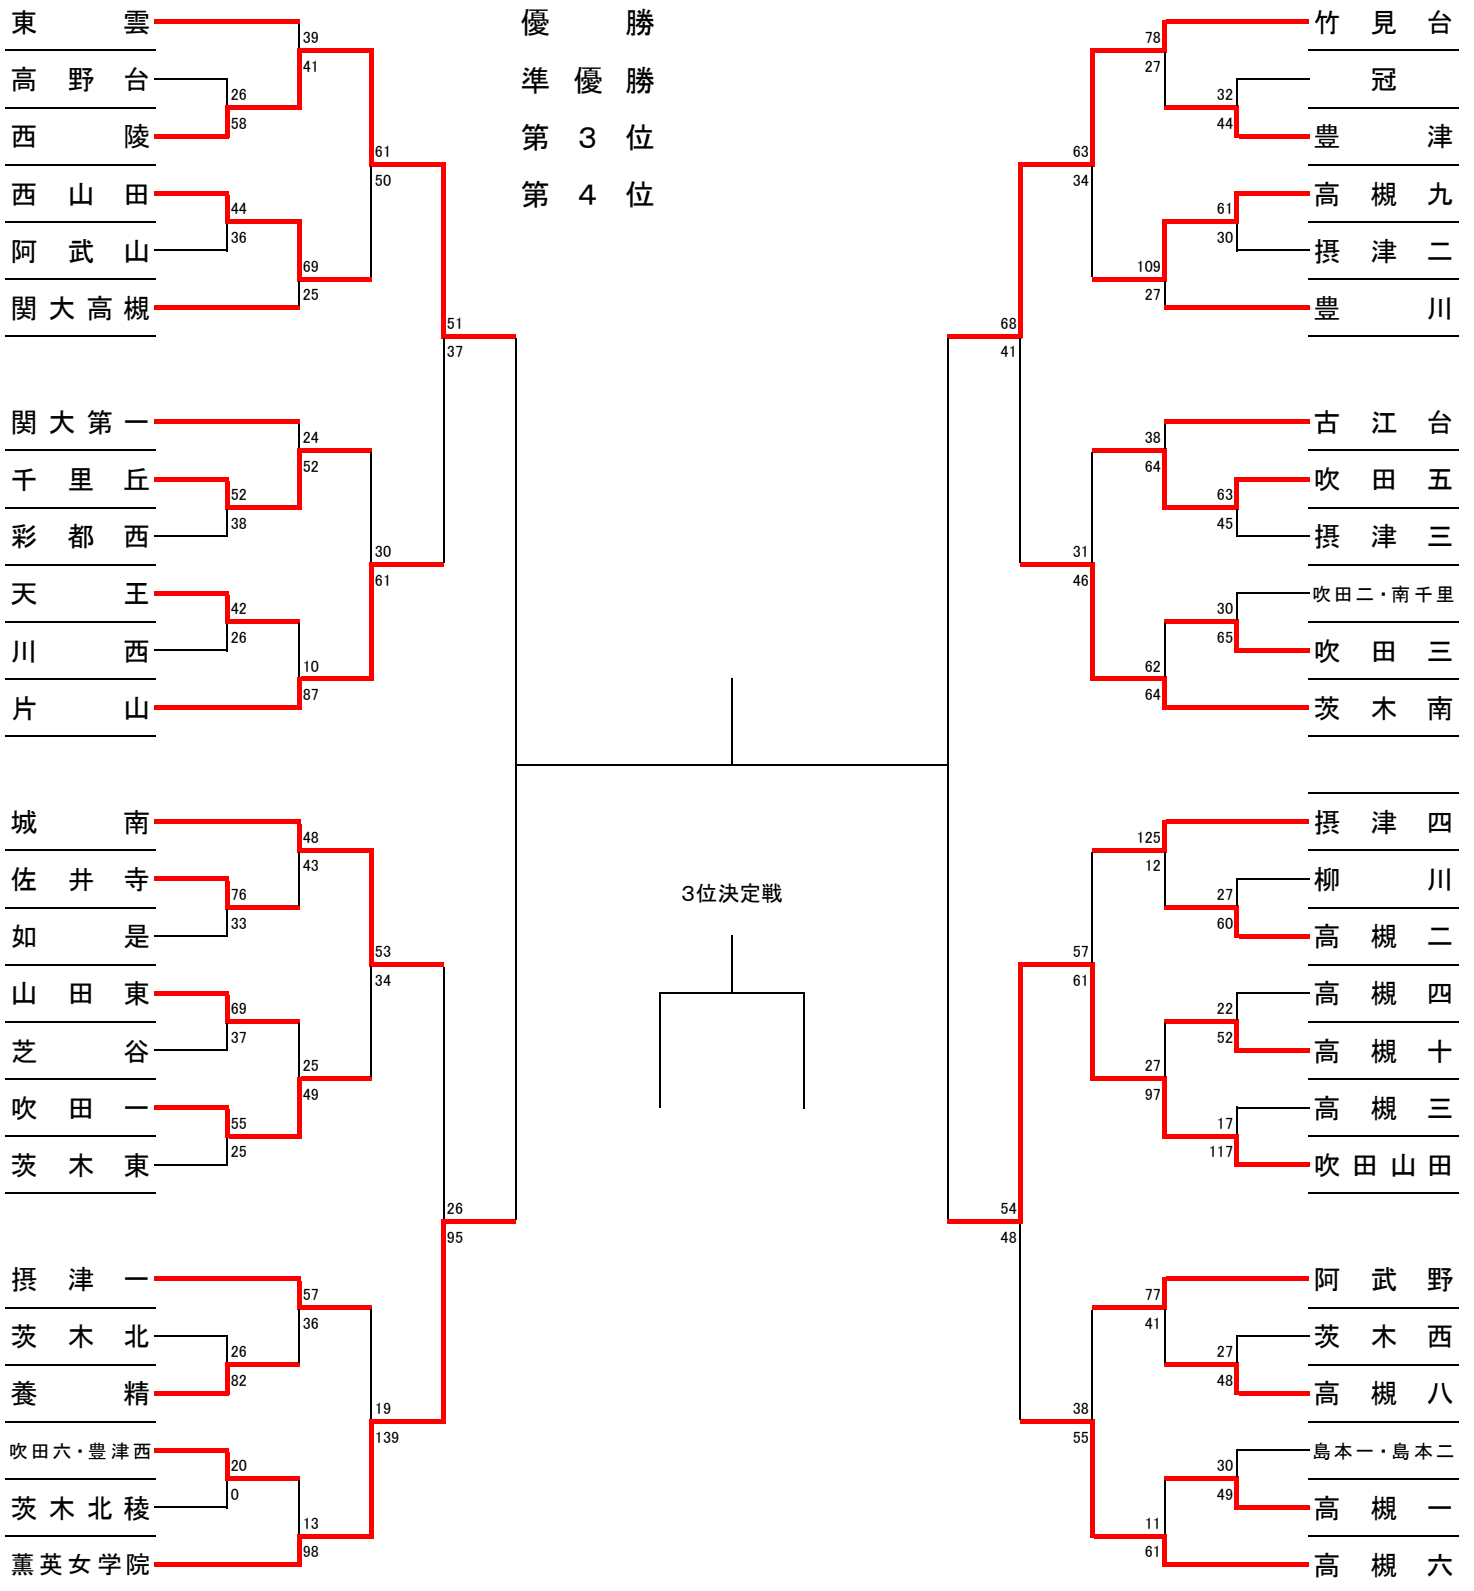 優勝
準優勝
第3位
第4位
東雲
39
41
高野台
26
58
西陵
61
50
西山田
44
36
阿武山
69
25
関大高槻
51
37
関大第一
24
52
千里丘
52
38
彩都西
30
61
天王
42
26
川西
10
87
片山
城南
48
43
佐井寺
76
33
如是
53
34
山田東
69
37
芝谷
25
49
吹田一
55
25
茨木東
26
95
摂津一
57
36
茨木北
26
82
養精
19
139
吹田六・豊津西
20
0
茨木北稜
13
98
薫英女学院
3位決定戦
竹見台
78
27
冠
32
44
豊津
63
34
高槻九
61
30
摂津二
109
27
豊川
68
41
古江台
38
64
吹田五
63
45
摂津三
31
46
吹田二・南千里
30
65
吹田三
62
64
茨木南
摂津四
125
12
柳川
27
60
高槻二
57
61
高槻四
22
52
高槻十
27
97
高槻三
17
117
吹田山田
54
48
阿武野
77
41
茨木西
27
48
高槻八
38
55
島本一・島本二
30
49
高槻一
11
61
高槻六